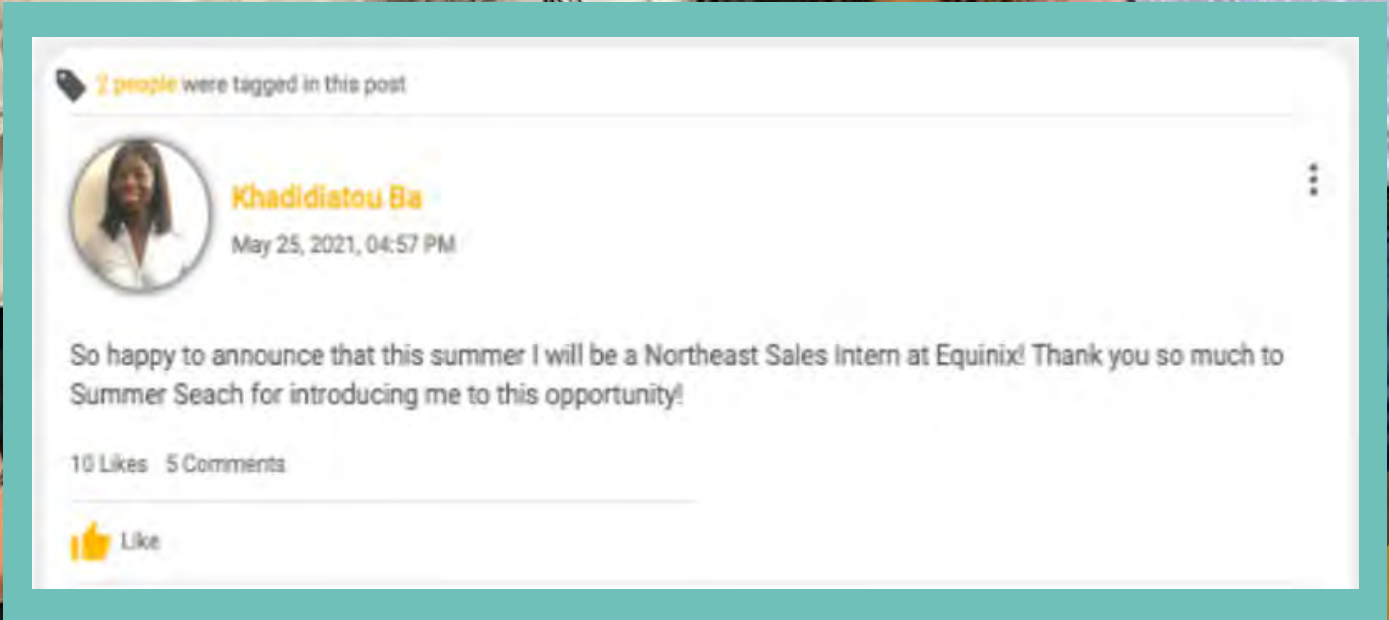 2 people were tagged in this post
Khadidiatou Ba
May 25, 2021, 04:57 PM
So happy to announce that this summer I will be a Northeast Sales Intern at Equinix! Thank you so much to
Summer Seach for introducing me to this opportunity!
10 Likes 5 Comments
Like